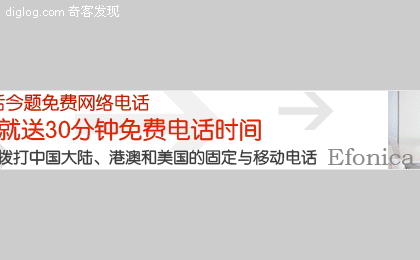 diglog.com 奇客发现
今题免费网络电话
就送30分钟免费电话时间
拨打中国大陆、港澳和美国的固定与移动电话
Efonica